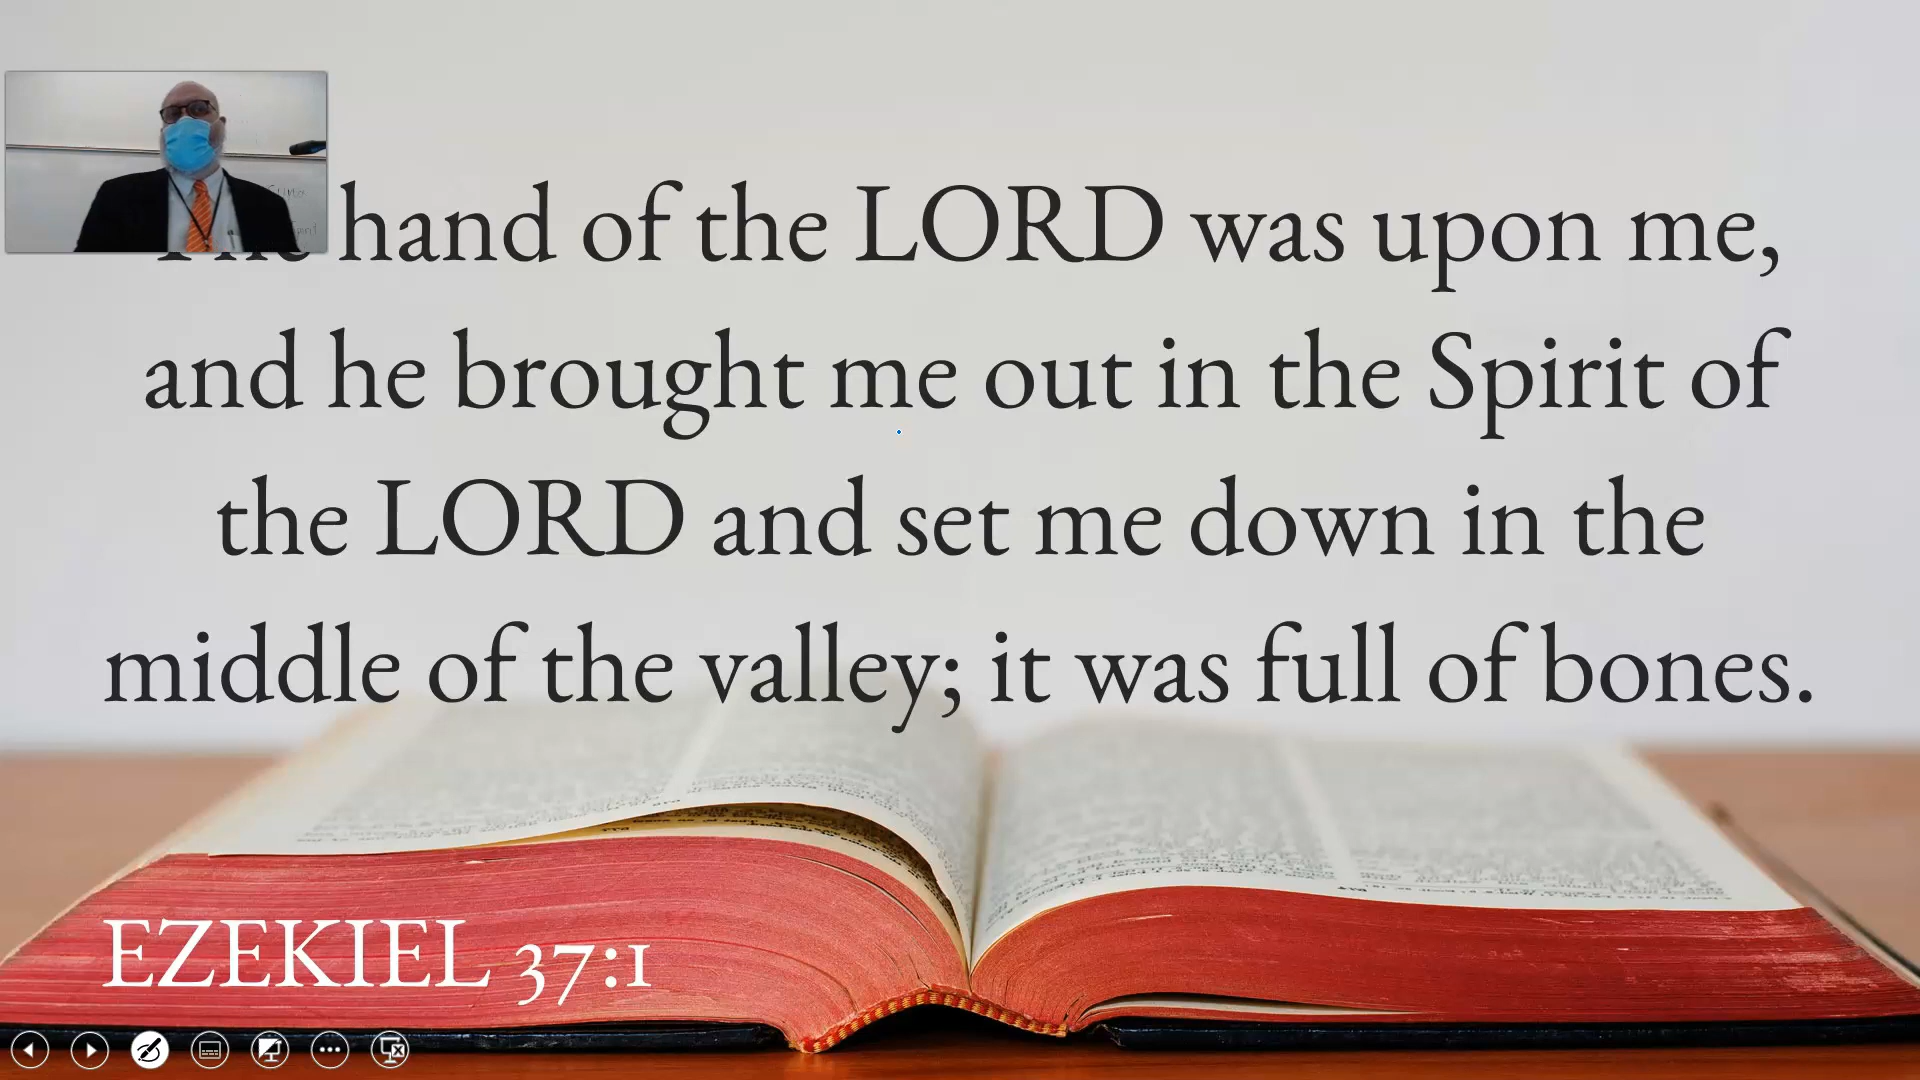 The hand of the LORD was upon me,
and he brought me out in the Spirit of
the LORD and set me down in the
middle of the valley; it was full of bones.
EZEKIEL 37:1